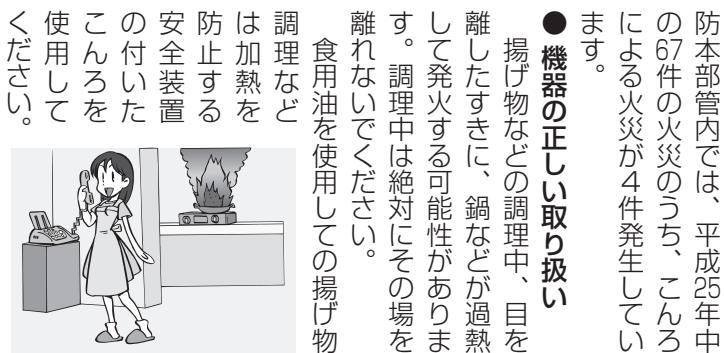 防本部管内では、平成25年中
の67件の火災のうち、こんろ
による火災が４件発生してい
ます。
● 機器の正しい取り扱い
揚げ物などの調理中、目を
離したすきに、鍋などが過熱
して発火する可能性がありま
す。調理中は絶対にその場を
離れないでください。
食用油を使用しての揚げ物
調理など
は加熱を
防止する
安全装置
の付いた
こんろを
使用して
ください。